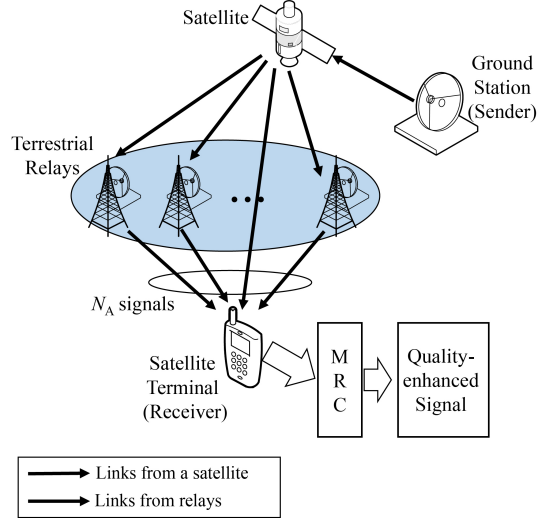 Satellite
Ground
Station
(Sender)
Terrestrial
Relays
N_A signals
Satellite
Terminal
(Receiver)
M
R
C
Quality-
enhanced
Signal
Links from a satellite
Links from relays